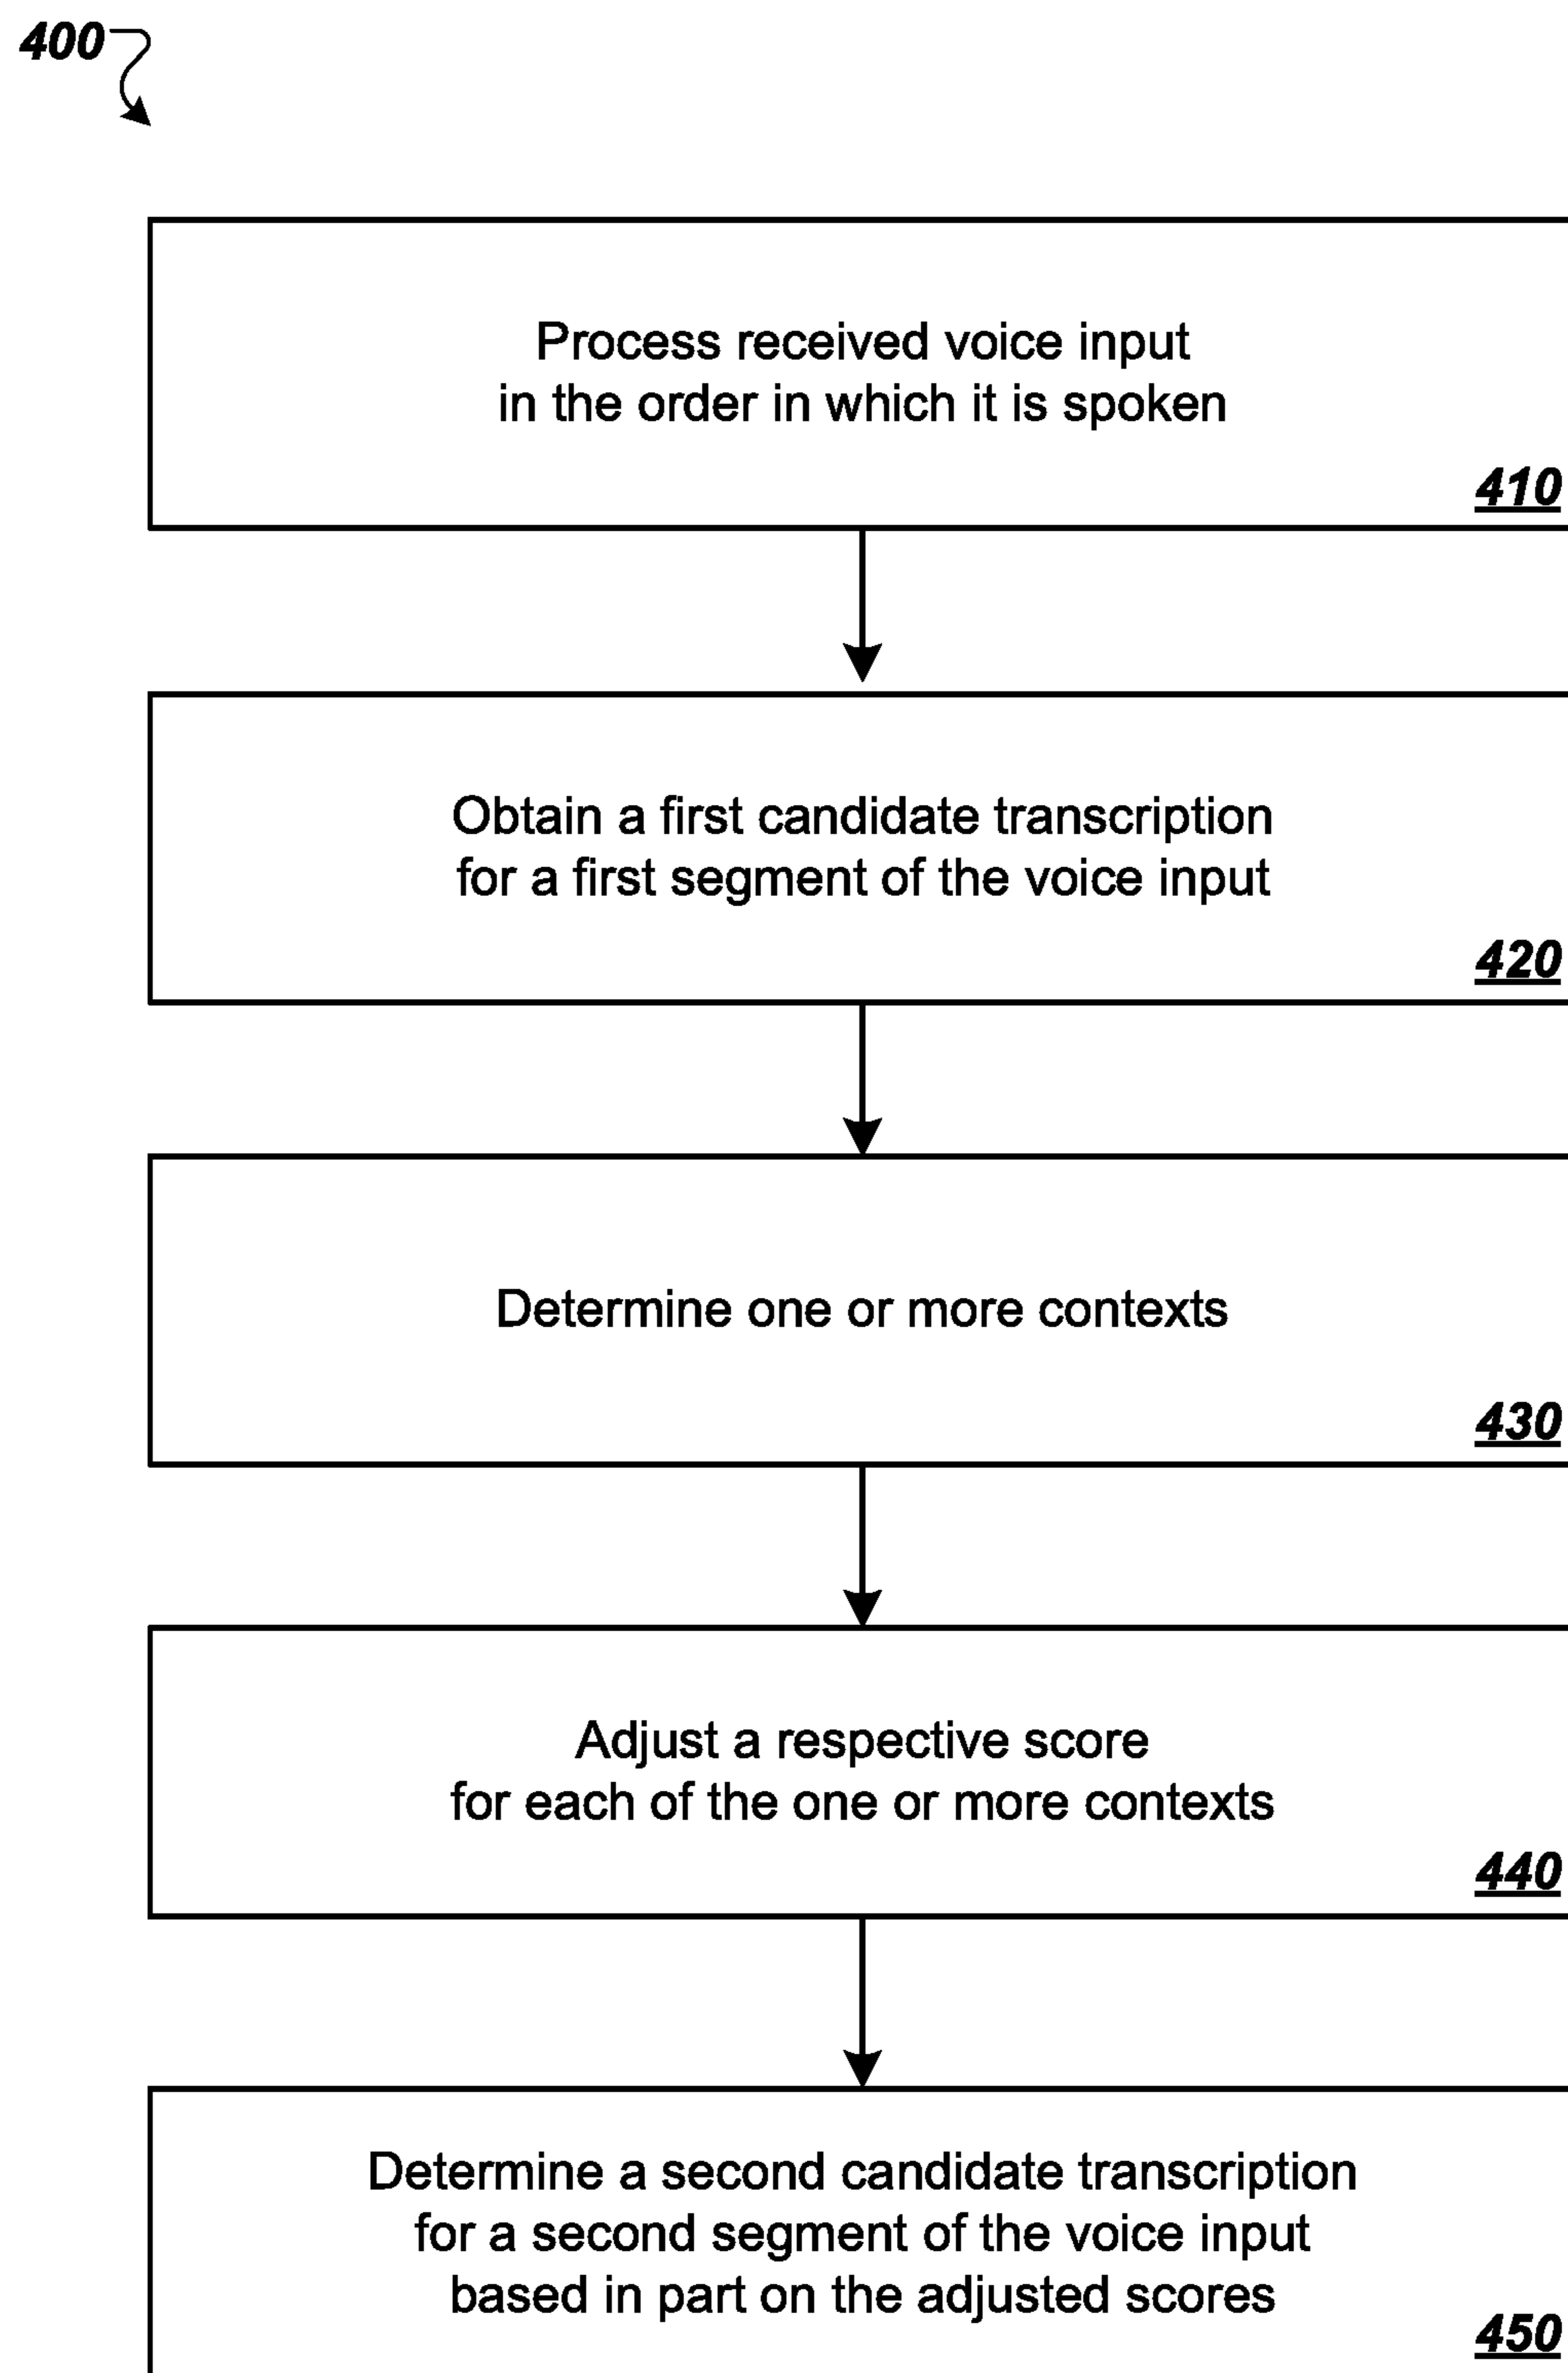 400
Process received voice input
in the order in which it is spoken
410
Obtain a first candidate transcription
for a first segment of the voice input
420
Determine one or more contexts
430
Adjust a respective score
for each of the one or more contexts
440
Determine a second candidate transcription
for a second segment of the voice input
based in part on the adjusted scores
450